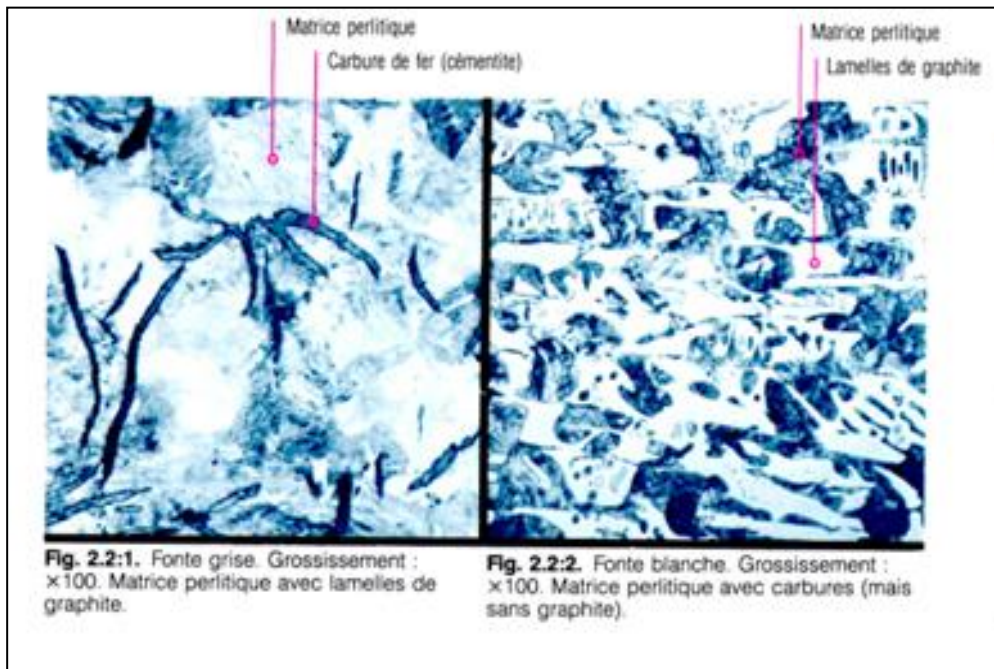 Matrice perlitique
Carbure de fer (cémentite)
Matrice perlitique
Lamelles de graphite
Fig. 2.2:1. Fonte grise. Grossissement :
×100. Matrice perlitique avec lamelles de
graphite.
Fig. 2.2:2. Fonte blanche. Grossissement :
×100. Matrice perlitique avec carbures (mais
sans graphite).